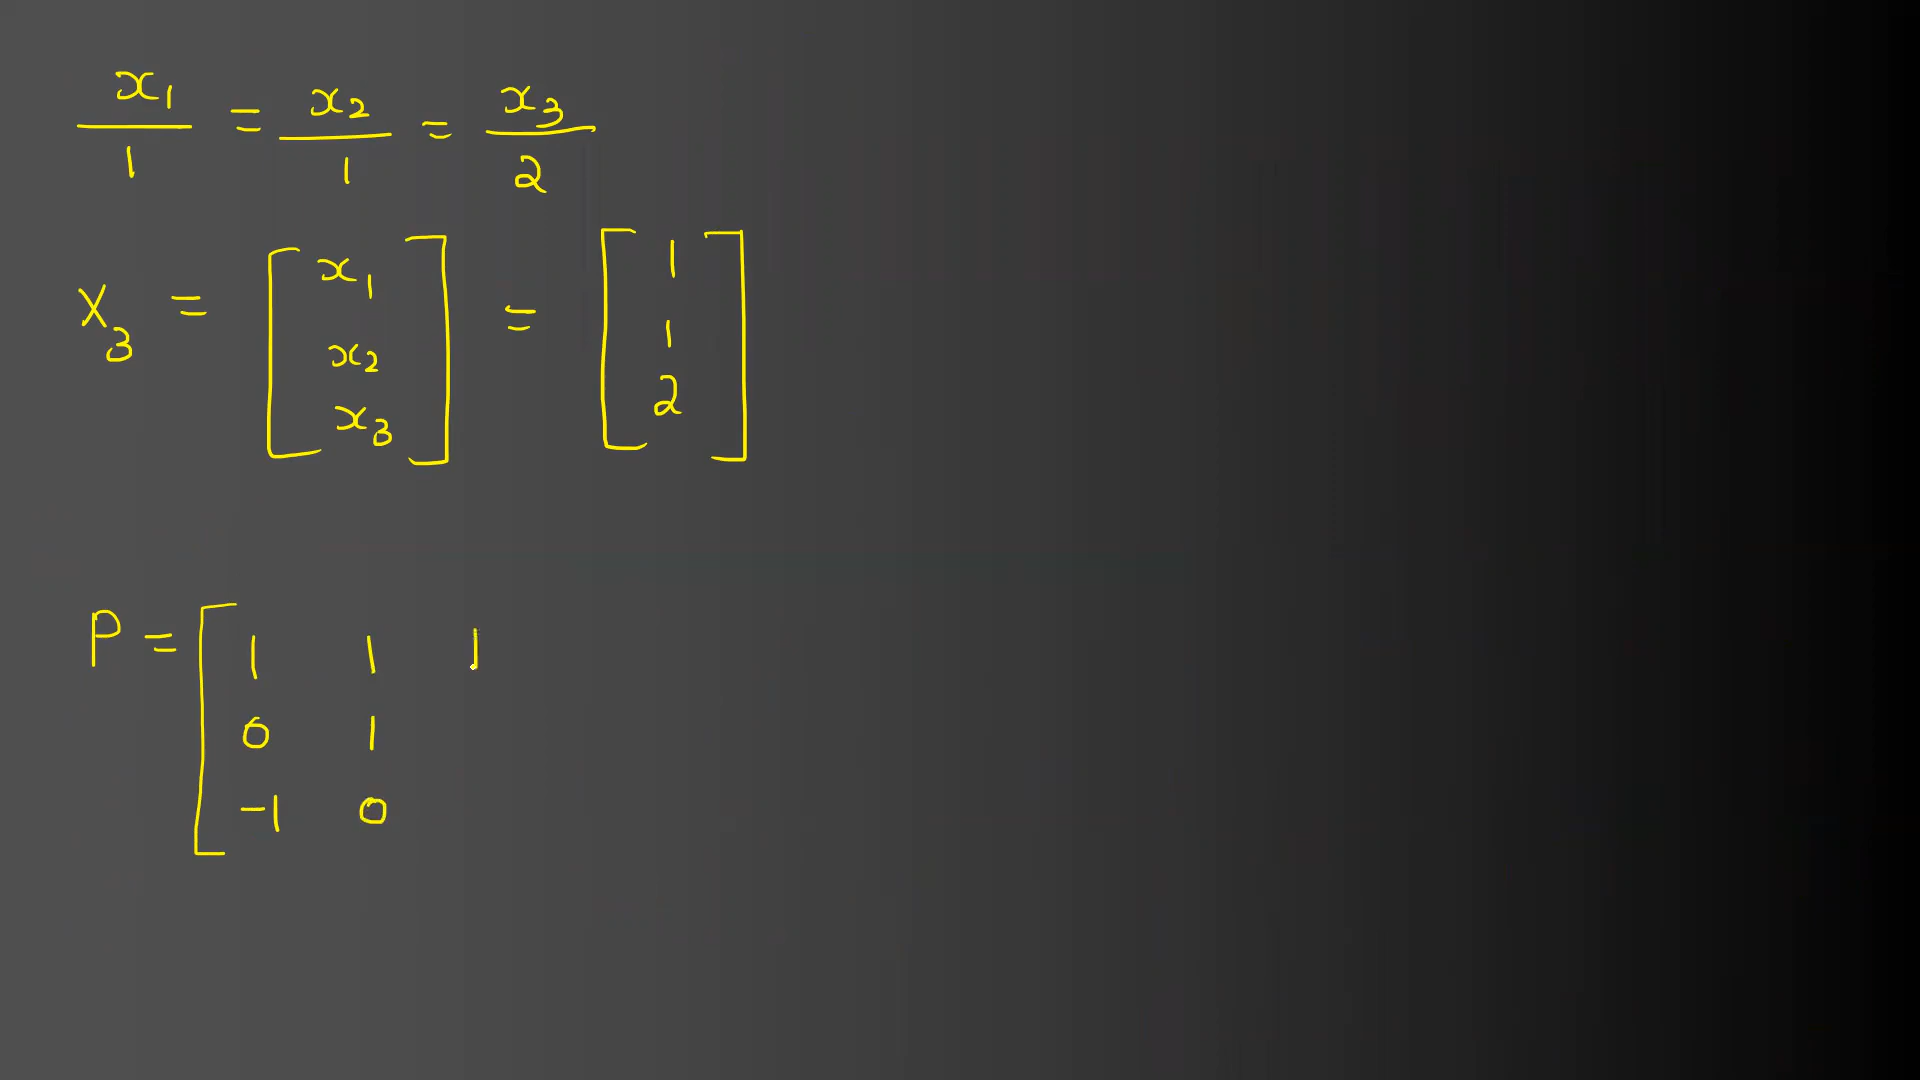 x₁/1 = x₂/1 = x₃/2
X₃ = [ x₁ ] = [ 1 ]
[ x₂ ] [ 1 ]
[ x₃ ] [ 2 ]
P = [ 1 1 1
0 1
-1 0